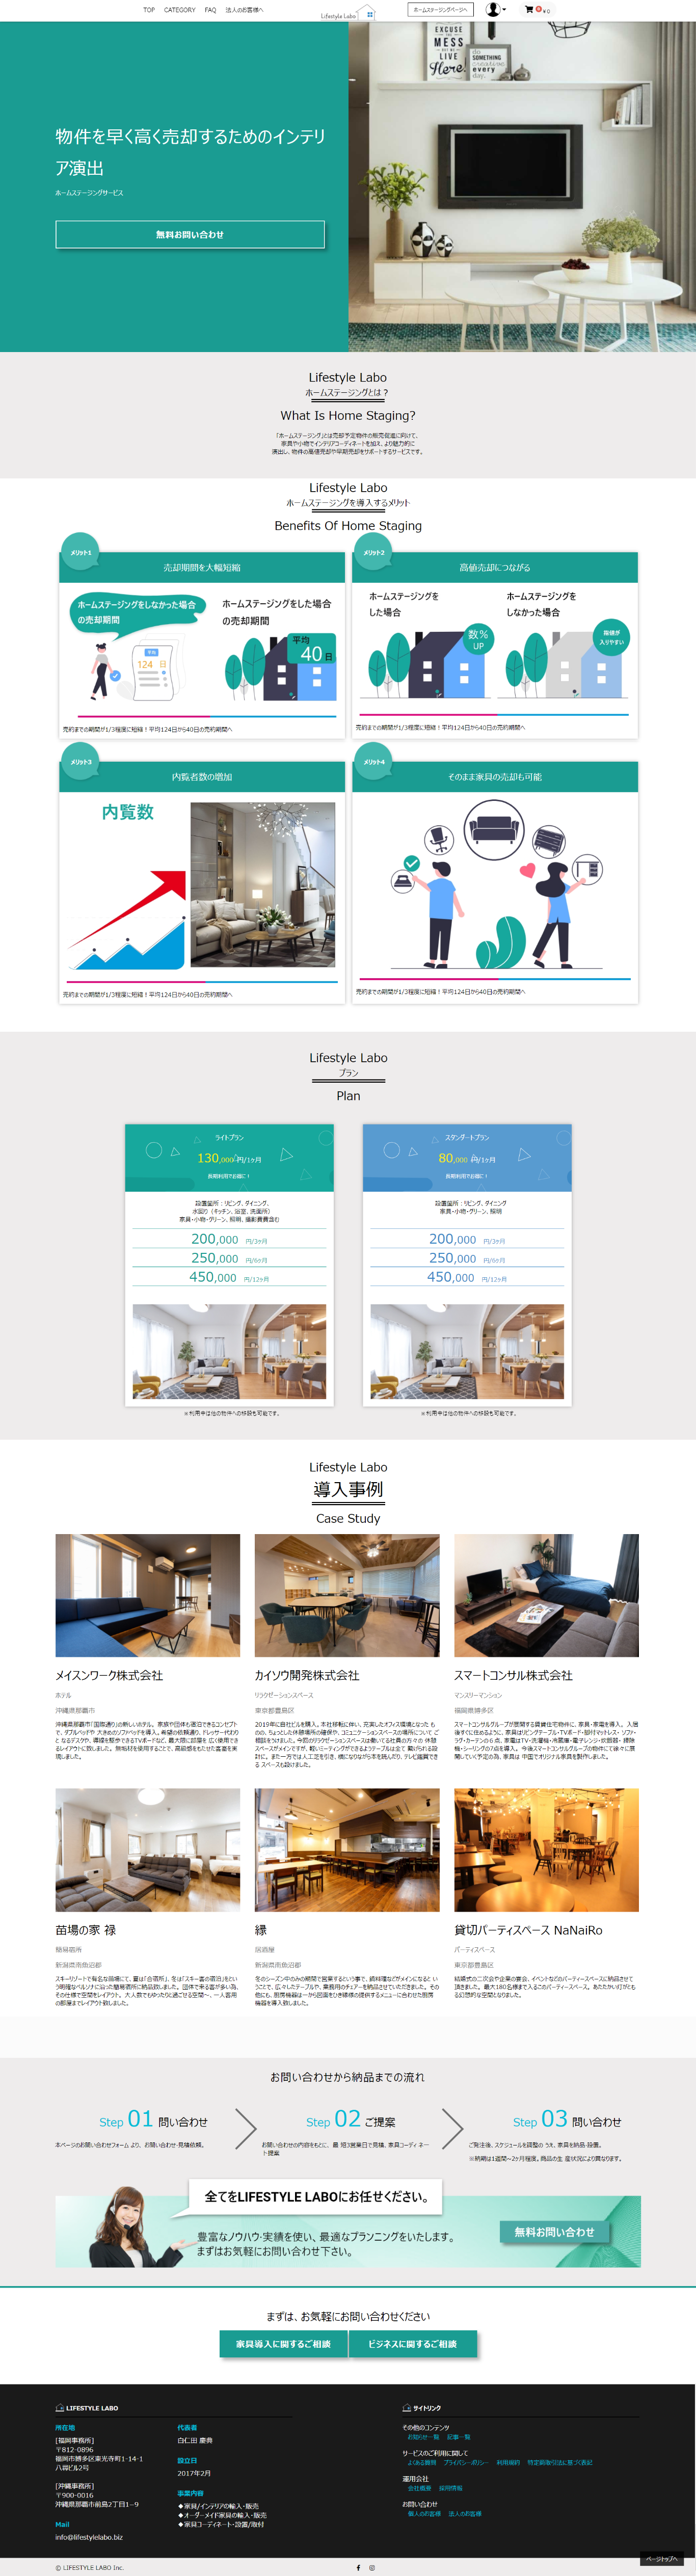 TOP CATEGORY FAQ 法人のお客様へ
Lifestyle Labo
ホームステージングページへ
0 ¥ 0
物件を早く高く売却するためのインテリ
ア演出
ホームステージングサービス
無料お問い合わせ
Lifestyle Labo
ホームステージングとは？
What Is Home Staging?
「ホームステージング」とは売却予定物件の販売促進に向けて、
家具や小物でインテリアコーディネートを加え、より魅力的に
演出し、物件の高値売却や早期売却をサポートするサービスです。
Lifestyle Labo
ホームステージングを導入するメリット
Benefits Of Home Staging
メリット1
売却期間を大幅短縮
ホームステージングをしなかった場合
の売却期間
124 日
ホームステージングをした場合
の売却期間
平均
40 日
売約までの期間が1/3程度に短縮！平均124日から40日の売約期間へ
メリット2
高値売却につながる
ホームステージングを
した場合
数%
UP
ホームステージングを
しなかった場合
指値が
入りやすい
売約までの期間が1/3程度に短縮！平均124日から40日の売約期間へ
メリット3
内覧者数の増加
内覧数
売約までの期間が1/3程度に短縮！平均124日から40日の売約期間へ
メリット4
そのまま家具の売却も可能
売約までの期間が1/3程度に短縮！平均124日から40日の売約期間へ
Lifestyle Labo
プラン
Plan
ライトプラン
130,000 円/1ヶ月
長期利用がお得に！
設置箇所：リビング、ダイニング、
水回り（キッチン、浴室、洗面所）
家具・小物・グリーン、照明、撮影費費含む
200,000 円/3ヶ月
250,000 円/6ヶ月
450,000 円/12ヶ月
※利用中は他の物件への移設も可能です。
スタンダートプラン
80,000 円/1ヶ月
長期利用がお得に！
設置箇所：リビング、ダイニング
家具・小物・グリーン、照明
200,000 円/3ヶ月
250,000 円/6ヶ月
450,000 円/12ヶ月
※利用中は他の物件への移設も可能です。
Lifestyle Labo
導入事例
Case Study
メイスンワーク株式会社
ホテル
沖縄県那覇市
カイソウ開発株式会社
リラクゼーションスペース
東京都豊島区
スマートコンサル株式会社
マンスリーマンション
福岡県博多区
苗場の家 禄
簡易宿所
新潟県南魚沼郡
縁
居酒屋
新潟県南魚沼郡
貸切パーティスペース NaNaiRo
パーティスペース
東京都豊島区
お問い合わせから納品までの流れ
Step 01 問い合わせ
本ページのお問い合わせフォーム より、お問い合わせ・見積依頼。
Step 02 ご提案
お問い合わせの内容をもとに、最 短3営業日で見積、家具コーディネー
ト提案
Step 03 問い合わせ
ご発注後、スケジュールを調整の うえ、家具を納品・設置。
※納期は1週間~2ヶ月程度。商品の生 産状況により異なります。
全てをLIFESTYLE LABOにお任せください。
豊富なノウハウ·実績を使い、最適なプランニングをいたします。
まずはお気軽にお問い合わせ下さい。
無料お問い合わせ
まずは、お気軽にお問い合わせください
家具導入に関するご相談
ビジネスに関するご相談
LIFESTYLE LABO
所在地
[福岡事務所]
〒812-0896
福岡市博多区東光寺町1-14-1
八尋ビル2号
[沖縄事務所]
〒900-0016
沖縄県那覇市前島2丁目1−9
Mail
info@lifestylelabo.biz
代表者
白仁田 慶典
設立日
2017年2月
事業内容
◆家具/インテリアの輸入・販売
◆オーダーメイド家具の輸入・販売
◆家具コーディネート・設置/取付
サイトリンク
その他のコンテンツ
お知らせ一覧 記事一覧
サービスのご利用に関して
よくある質問 プライバシーポリシー 利用規約 特定商取引法に基づく表記
運用会社
会社概要 採用情報
お問い合わせ
個人のお客様 法人のお客様
ページトップへ
© LIFESTYLE LABO Inc.